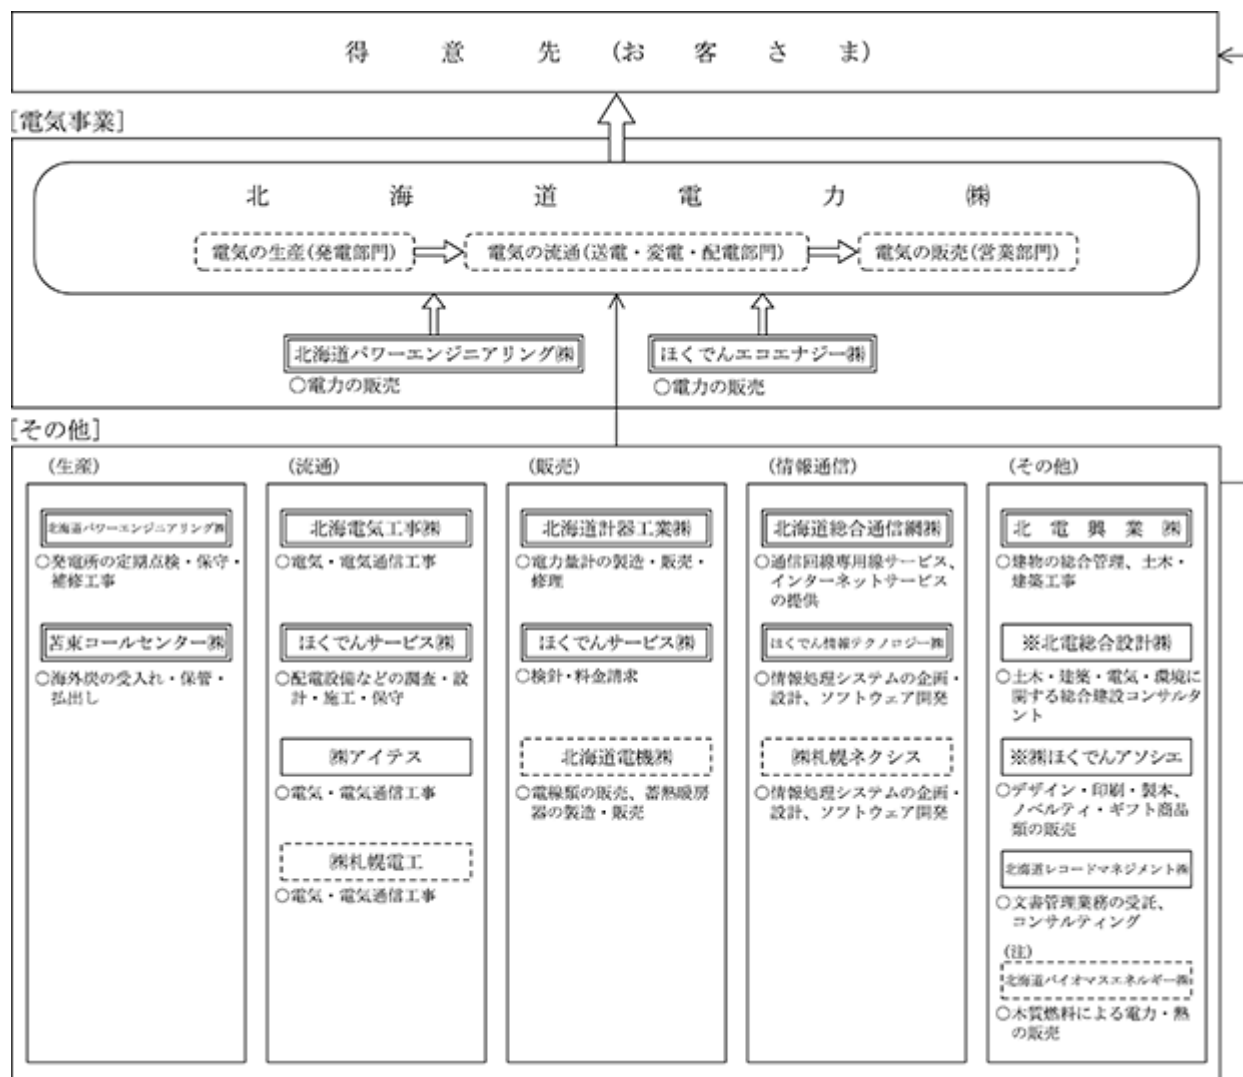 得意先(お客さま)
[電気事業]
北海道電力㈱
電気の生産(発電部門)
電気の流通(送電・変電・配電部門)
電気の販売(営業部門)
北海道パワーエンジニアリング㈱
○電力の販売
ほくでんエコエナジー㈱
○電力の販売
[その他]
(生産)
北海道パワーエンジニアリング㈱
○発電所の定期点検・保守・
補修工事
苫東コールセンター㈱
○海外炭の受入れ・保管・
払出し
(流通)
北海電気工事㈱
○電気・電気通信工事
ほくでんサービス㈱
○配電設備などの調査・設
計・施工・保守
㈱アイテス
○電気・電気通信工事
㈱札幌電工
○電気・電気通信工事
(販売)
北海道計器工業㈱
○電力量計の製造・販売・
修理
ほくでんサービス㈱
○検針・料金請求
北海道電機㈱
○電線類の販売、蓄熱暖房
器の製造・販売
(情報通信)
北海道総合通信網㈱
○通信回線専用線サービス、
インターネットサービス
の提供
ほくでん情報テクノロジー㈱
○情報処理システムの企画・
設計、ソフトウェア開発
㈱札幌ネクシス
○情報処理システムの企画・
設計、ソフトウェア開発
(その他)
北電興業㈱
○建物の総合管理、土木・
建築工事
※北電総合設計㈱
○土木・建築・電気・環境に
関する総合建設コンサルタ
ント
※㈱ほくでんアソシエ
○デザイン・印刷・製本、
ノベルティ・ギフト商品
類の販売
北海道レコードマネジメント㈱
○文書管理業務の受託、
コンサルティング
(注)
北海道バイオマスエネルギー㈱
○木質燃料による電力・熱
の販売